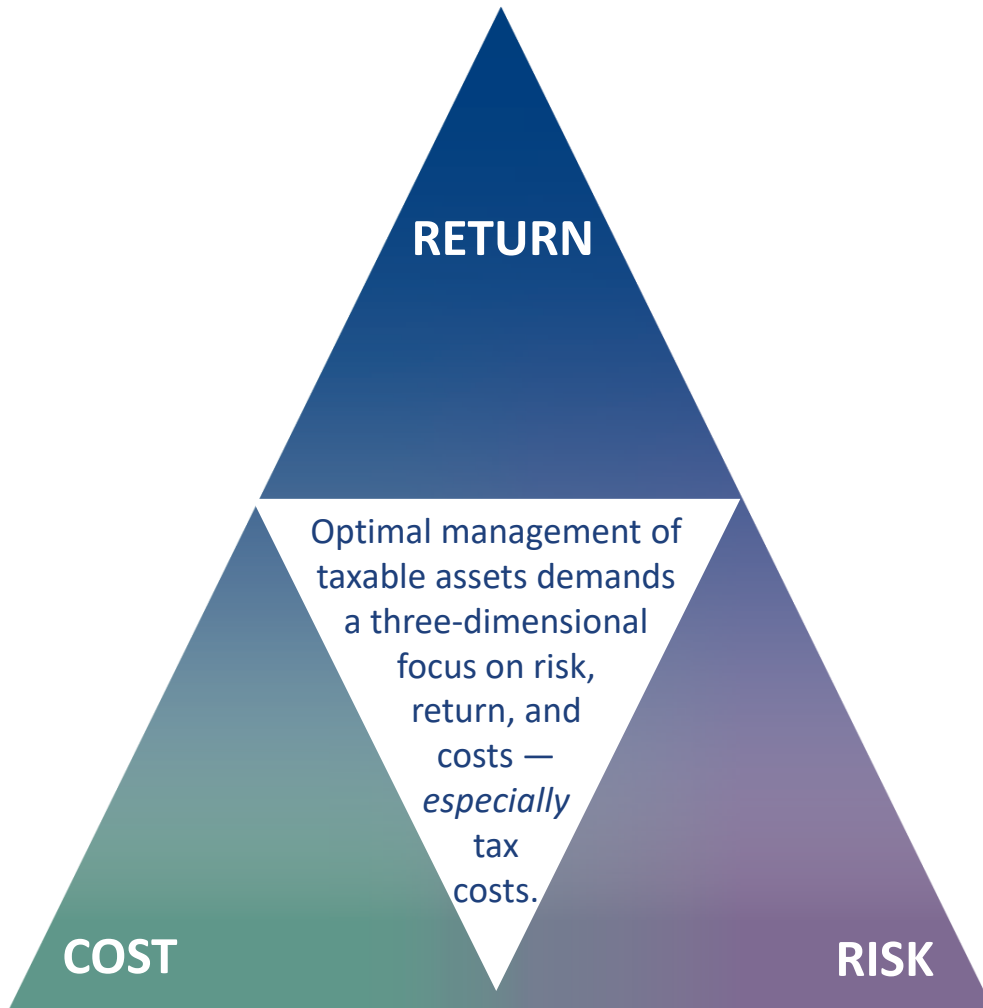 RETURN
Optimal management of
taxable assets demands
a three-dimensional
focus on risk,
return, and
costs —
especially
tax
costs.
COST
RISK